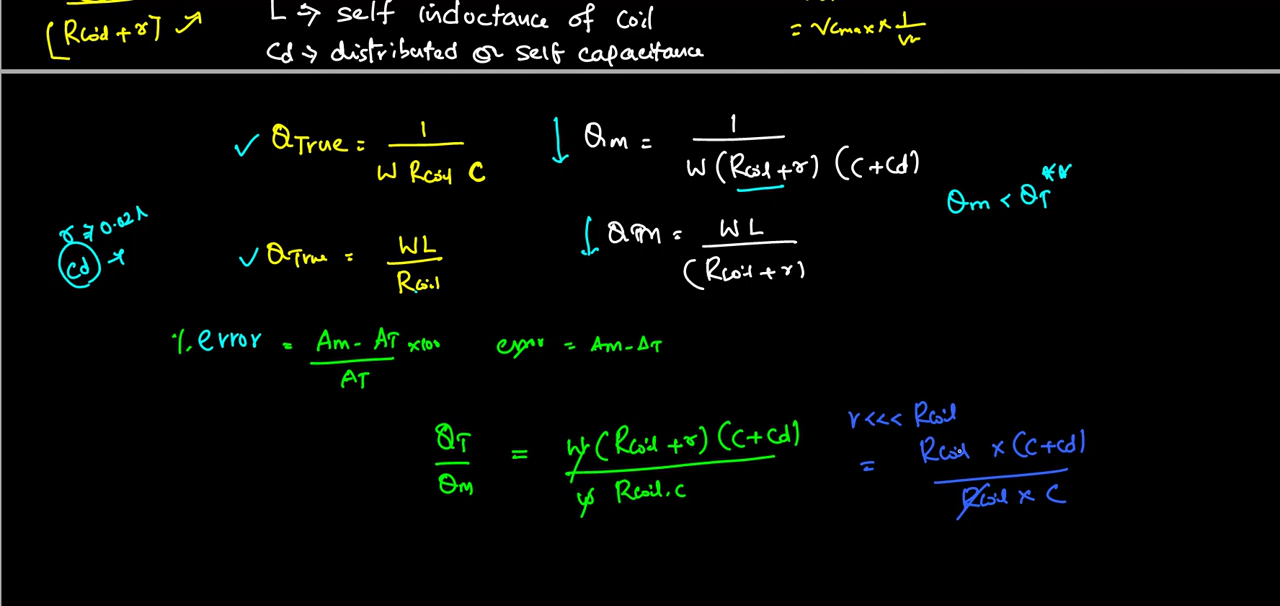 L → self inductance of coil
[Rcoil + r]
= Vcmax × 1/Vs
Cd → distributed or self capacitance
✓ QTrue = 1 / (W Rcoil C)
↓ Qm = 1 / (W (Rcoil + r) (C + Cd))
Qm < QT **
r → 0.02Ω
Cd *
✓ QTrue = WL / Rcoil
↓ QM = WL / (Rcoil + r)
% error = (Am - AT) / AT × 100
error = Am - AT
QT / Qm = W (Rcoil + r) (C + Cd) / W Rcoil . C
r <<< Rcoil
= Rcoil × (C + Cd) / Rcoil × C